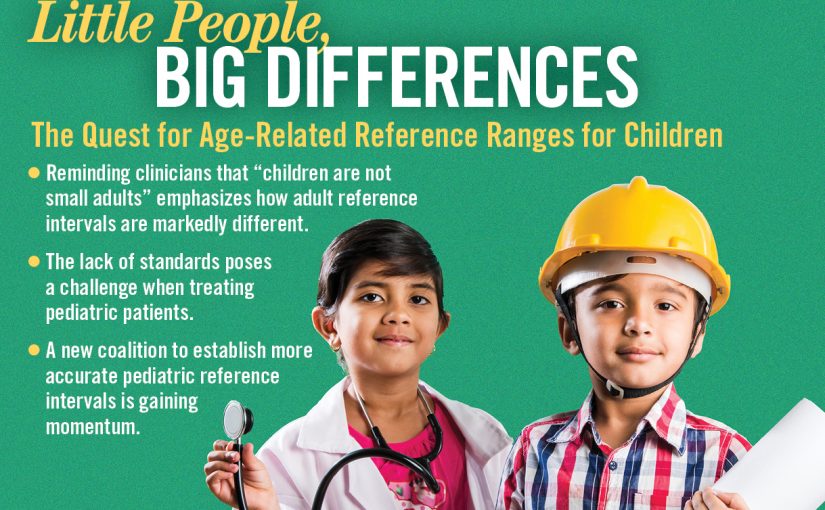 Little People,
BIG DIFFERENCES
The Quest for Age-Related Reference Ranges for Children
Reminding clinicians that “children are not
small adults” emphasizes how adult reference
intervals are markedly different.
The lack of standards poses
a challenge when treating
pediatric patients.
A new coalition to establish more
accurate pediatric reference
intervals is gaining
momentum.